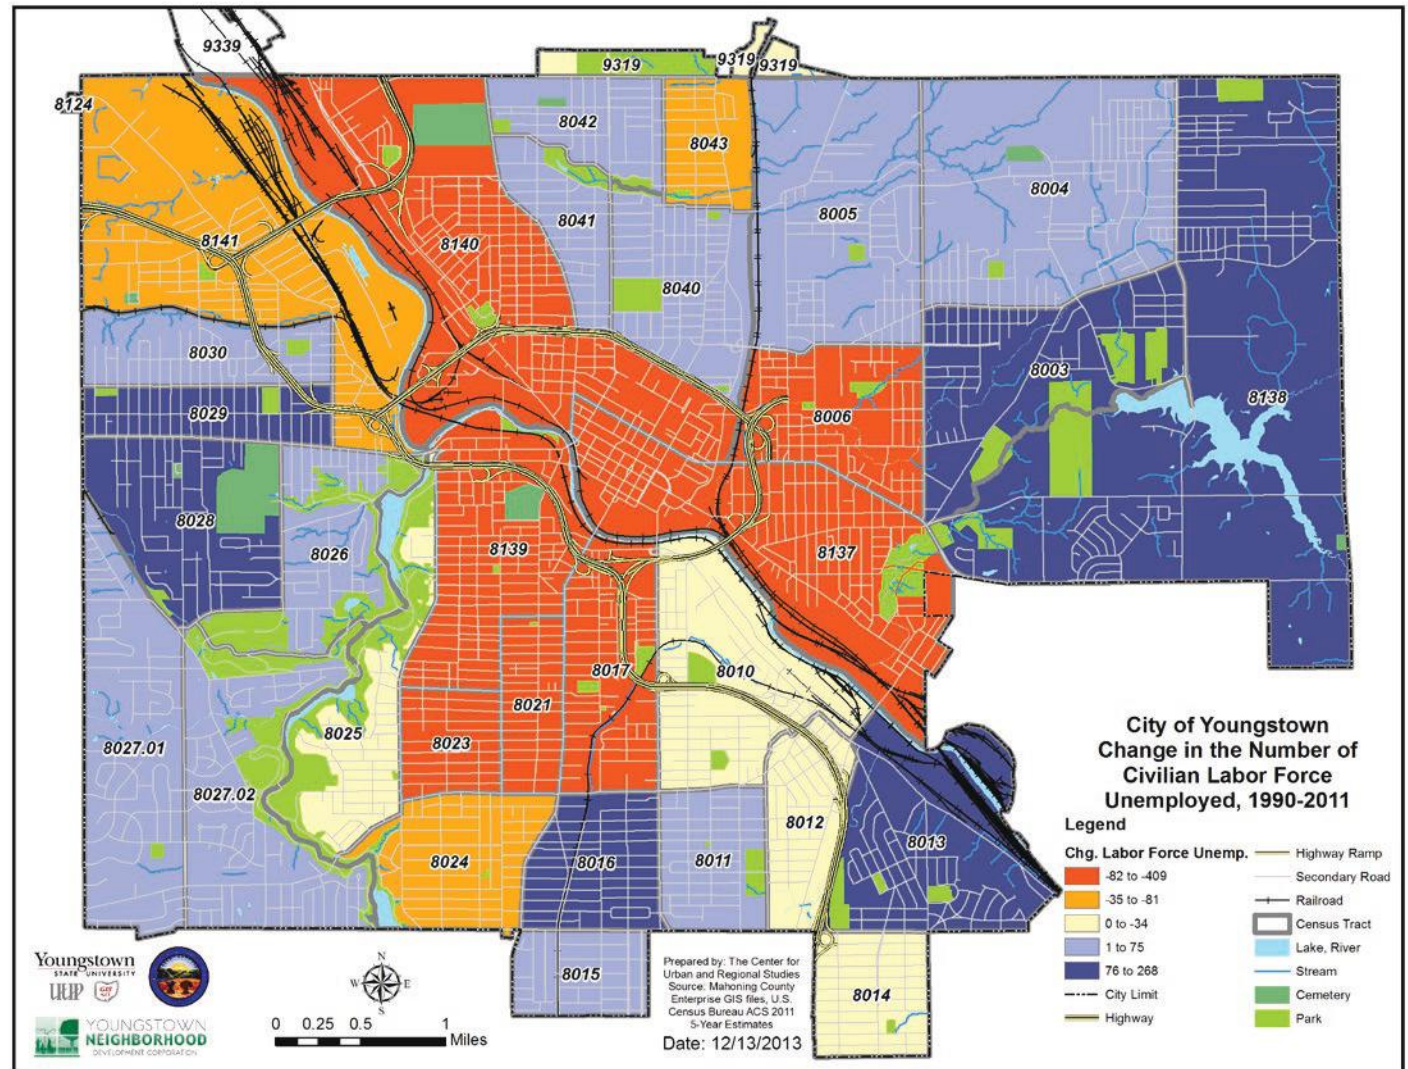 9339
9319
9319
9319
8124
8042
8043
8004
8005
8041
8141
8140
8040
8030
8003
8029
8006
8138
8028
8026
8139
8137
8017
8010
8021
8025
8023
8027.01
8027.02
8012
8013
8024
8016
8011
8015
8014
City of Youngstown
Change in the Number of
Civilian Labor Force
Unemployed, 1990-2011
Legend
Chg. Labor Force Unemp.
-82 to -409
-35 to -81
0 to -34
1 to 75
76 to 268
City Limit
Highway
Highway Ramp
Secondary Road
Railroad
Census Tract
Lake, River
Stream
Cemetery
Park
Youngstown
STATE UNIVERSITY
YOUNGSTOWN
NEIGHBORHOOD
DEVELOPMENT CORPORATION
N
W E
S
0 0.25 0.5 1
Miles
Prepared by: The Center for
Urban and Regional Studies
Source: Mahoning County
Enterprise GIS files, U.S.
Census Bureau ACS 2011
5-Year Estimates
Date: 12/13/2013